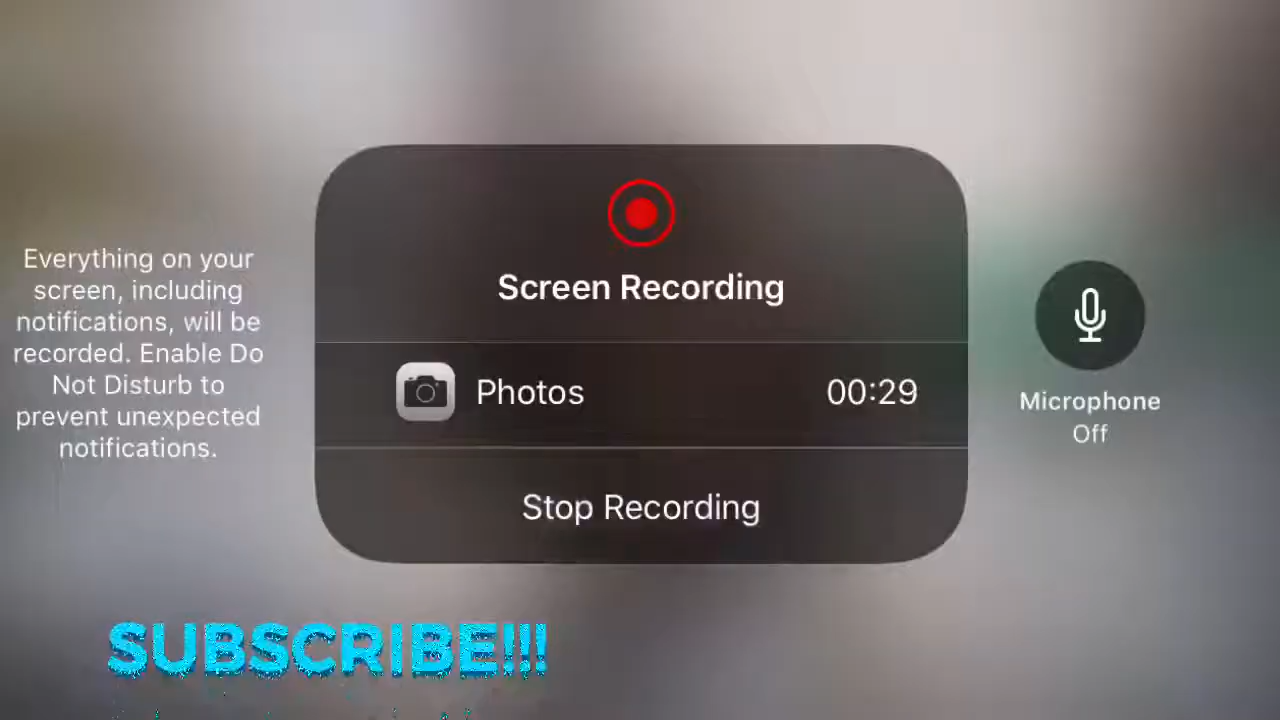 Everything on your
screen, including
notifications, will be
recorded. Enable Do
Not Disturb to
prevent unexpected
notifications.
Screen Recording
Photos 00:29
Stop Recording
Microphone
Off
SUBSCRIBE!!!